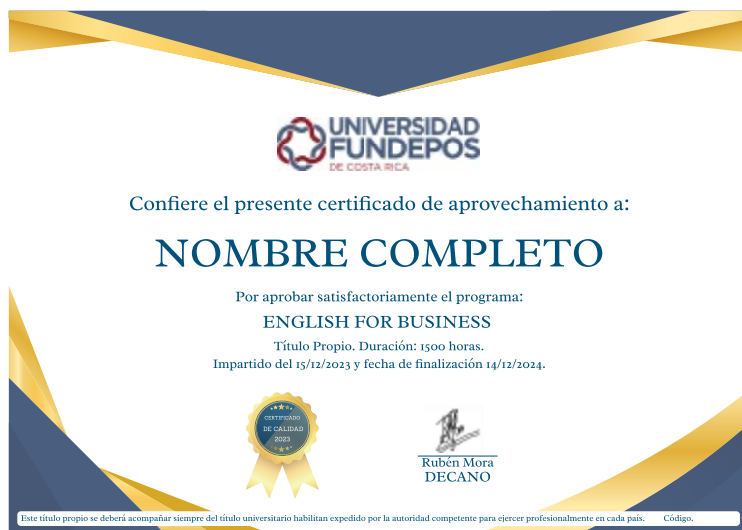 UNIVERSIDAD
FUNDEPOS
DE COSTA RICA
Confiere el presente certificado de aprovechamiento a:
NOMBRE COMPLETO
Por aprobar satisfactoriamente el programa:
ENGLISH FOR BUSINESS
Título Propio. Duración: 1500 horas.
Impartido del 15/12/2023 y fecha de finalización 14/12/2024.
CERTIFICADO
DE CALIDAD
2023
Rubén Mora
DECANO
Este título propio se deberá acompañar siempre del título universitario habilitan expedido por la autoridad competente para ejercer profesionalmente en cada país. Código.